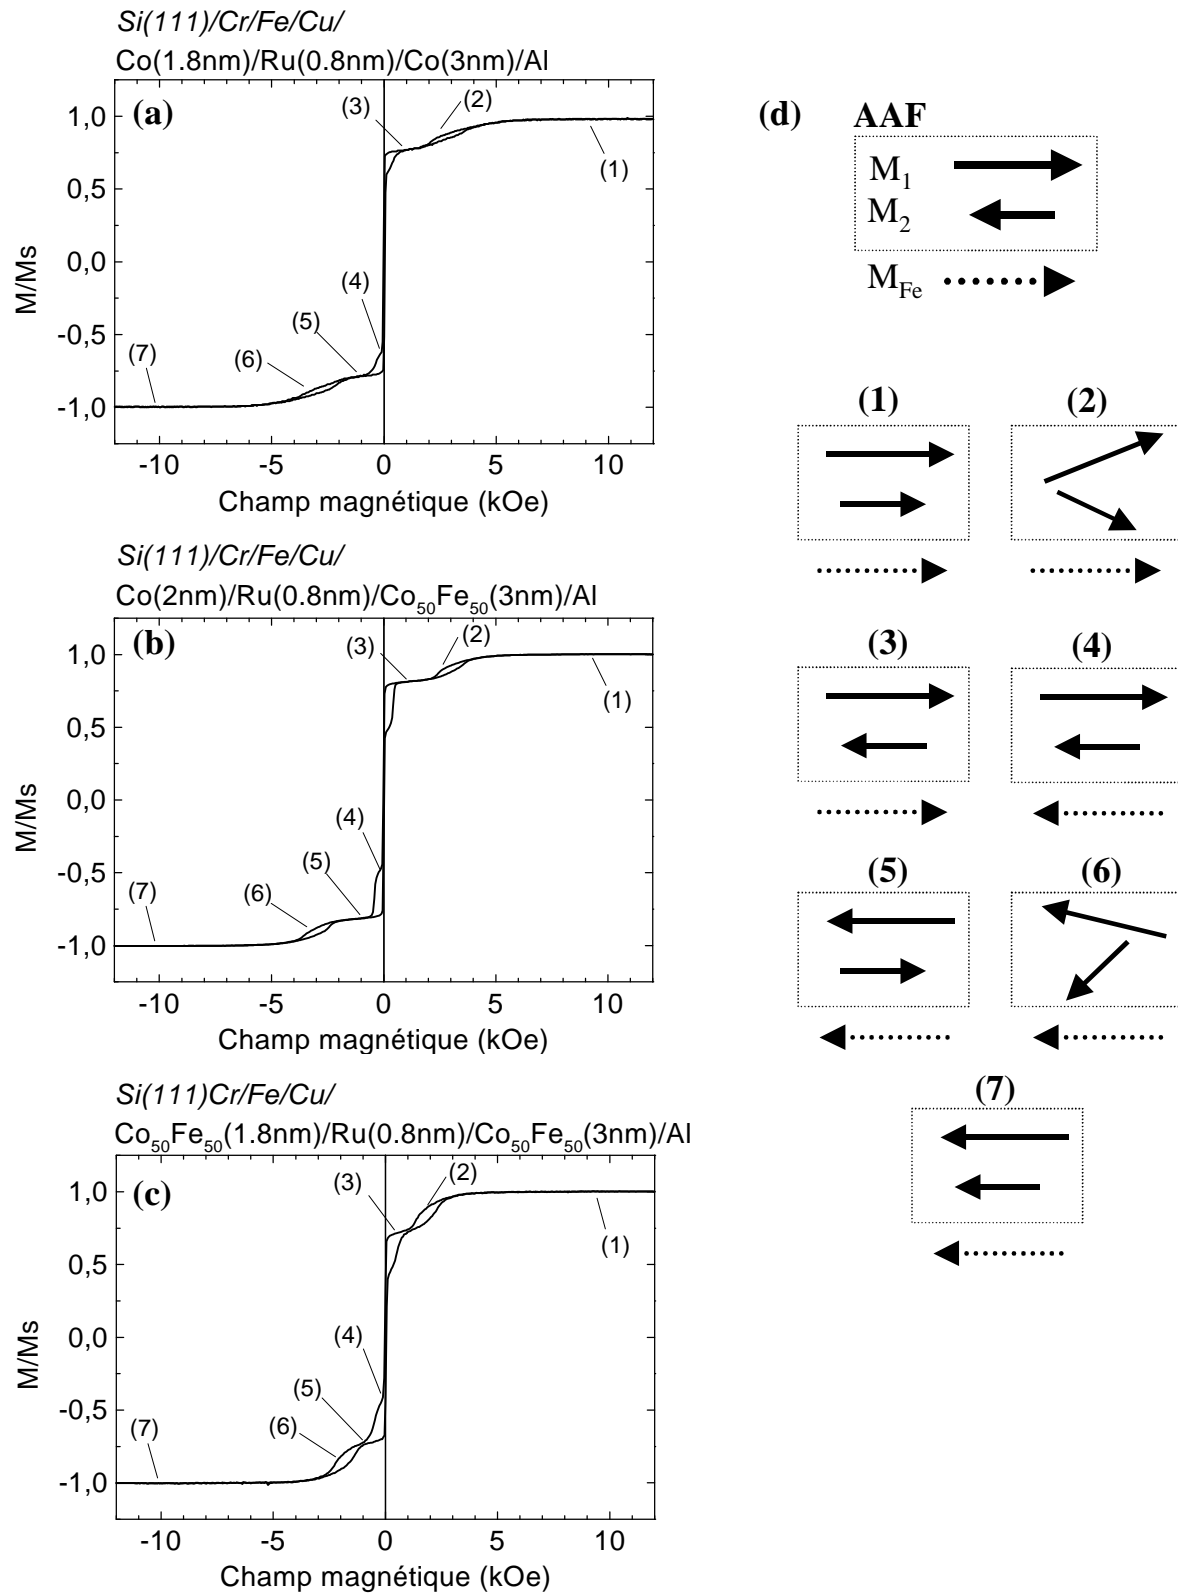 Si(111)/Cr/Fe/Cu/
Co(1.8nm)/Ru(0.8nm)/Co(3nm)/Al
(a)
(3)
(2)
(1)
(4)
(5)
(6)
(7)
1,0
0,5
0,0
-0,5
-1,0
M/Ms
-10 -5 0 5 10
Champ magnétique (kOe)
Si(111)/Cr/Fe/Cu/
Co(2nm)/Ru(0.8nm)/Co50Fe50(3nm)/Al
(b)
(3)
(2)
(1)
(4)
(5)
(6)
(7)
1,0
0,5
0,0
-0,5
-1,0
M/Ms
-10 -5 0 5 10
Champ magnétique (kOe)
Si(111)Cr/Fe/Cu/
Co50Fe50(1.8nm)/Ru(0.8nm)/Co50Fe50(3nm)/Al
(c)
(3)
(2)
(1)
(4)
(5)
(6)
(7)
1,0
0,5
0,0
-0,5
-1,0
M/Ms
-10 -5 0 5 10
Champ magnétique (kOe)
(d) AAF
M1
M2
MFe
(1) (2)
(3) (4)
(5) (6)
(7)